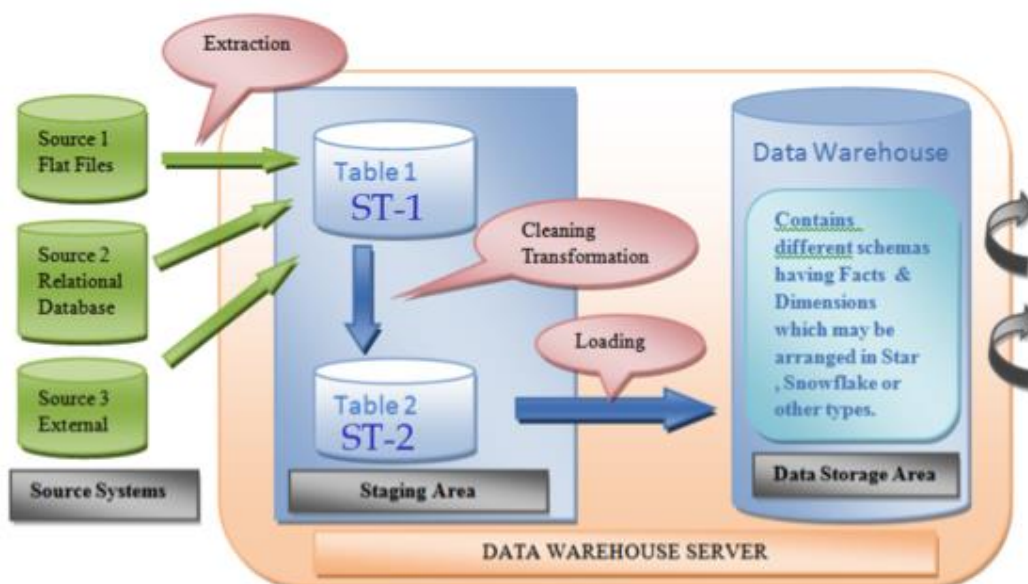 Extraction
Source 1
Flat Files
Source 2
Relational
Database
Source 3
External
Source Systems
Table 1
ST-1
Cleaning
Transformation
Table 2
ST-2
Staging Area
Loading
Data Warehouse
Contains
different schemas
having Facts &
Dimensions
which may be
arranged in Star
, Snowflake or
other types.
Data Storage Area
DATA WAREHOUSE SERVER